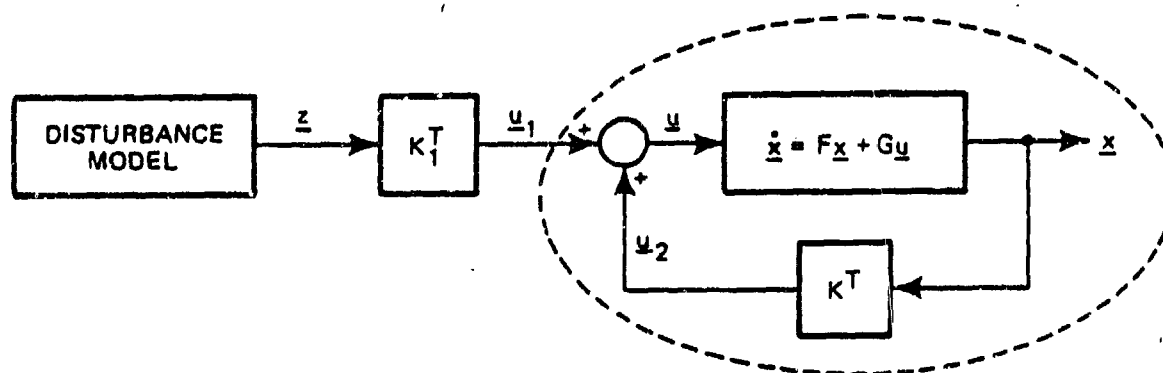 DISTURBANCE
MODEL
z
K₁ᵀ
u₁
+
u
ẋ = Fx + Gu
x
+
u₂
Kᵀ